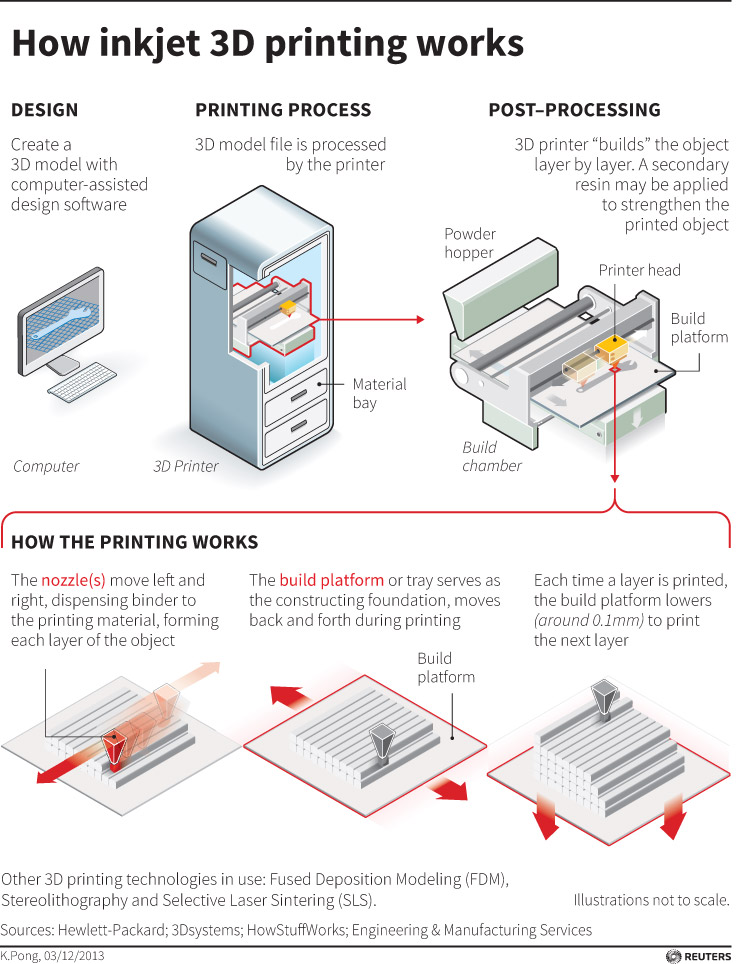 How inkjet 3D printing works
DESIGN
Create a
3D model with
computer-assisted
design software
Computer
PRINTING PROCESS
3D model file is processed
by the printer
Material
bay
3D Printer
POST–PROCESSING
3D printer “builds” the object
layer by layer. A secondary
resin may be applied
to strengthen the
printed object
Powder
hopper
Printer head
Build
platform
Build
chamber
HOW THE PRINTING WORKS
The nozzle(s) move left and
right, dispensing binder to
the printing material, forming
each layer of the object
The build platform or tray serves as
the constructing foundation, moves
back and forth during printing
Build
platform
Each time a layer is printed,
the build platform lowers
(around 0.1mm) to print
the next layer
Other 3D printing technologies in use: Fused Deposition Modeling (FDM),
Stereolithography and Selective Laser Sintering (SLS).
Illustrations not to scale.
Sources: Hewlett-Packard; 3Dsystems; HowStuffWorks; Engineering & Manufacturing Services
K.Pong, 03/12/2013
REUTERS